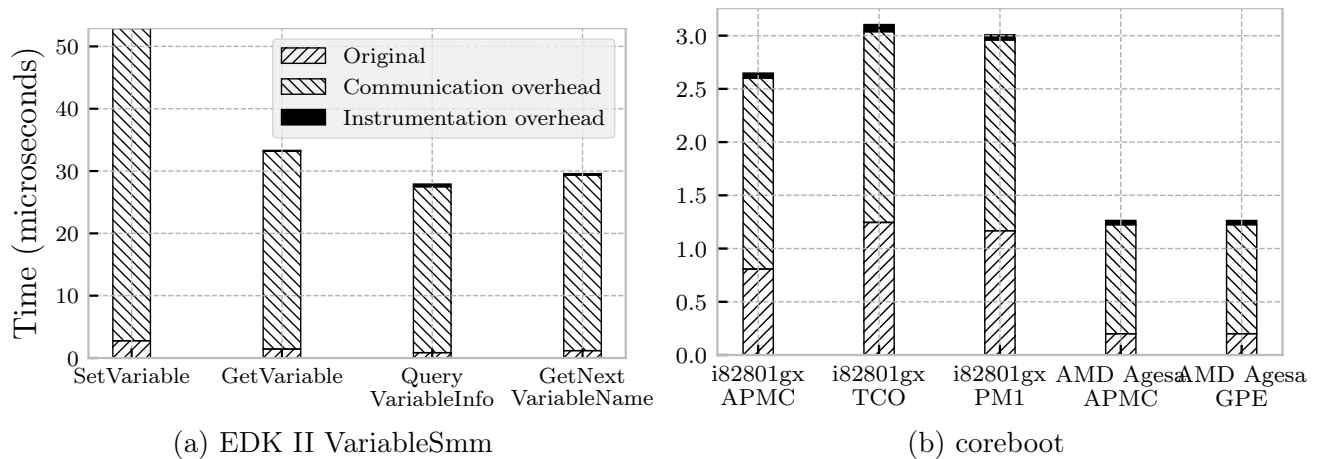 Time (microseconds)
50
40
30
20
10
0
Original
Communication overhead
Instrumentation overhead
SetVariable
GetVariable
Query
VariableInfo
GetNext
VariableName
(a) EDK II VariableSmm
3.0
2.5
2.0
1.5
1.0
0.5
0.0
i82801gx
APMC
i82801gx
TCO
i82801gx
PM1
AMD Agesa
APMC
AMD Agesa
GPE
(b) coreboot